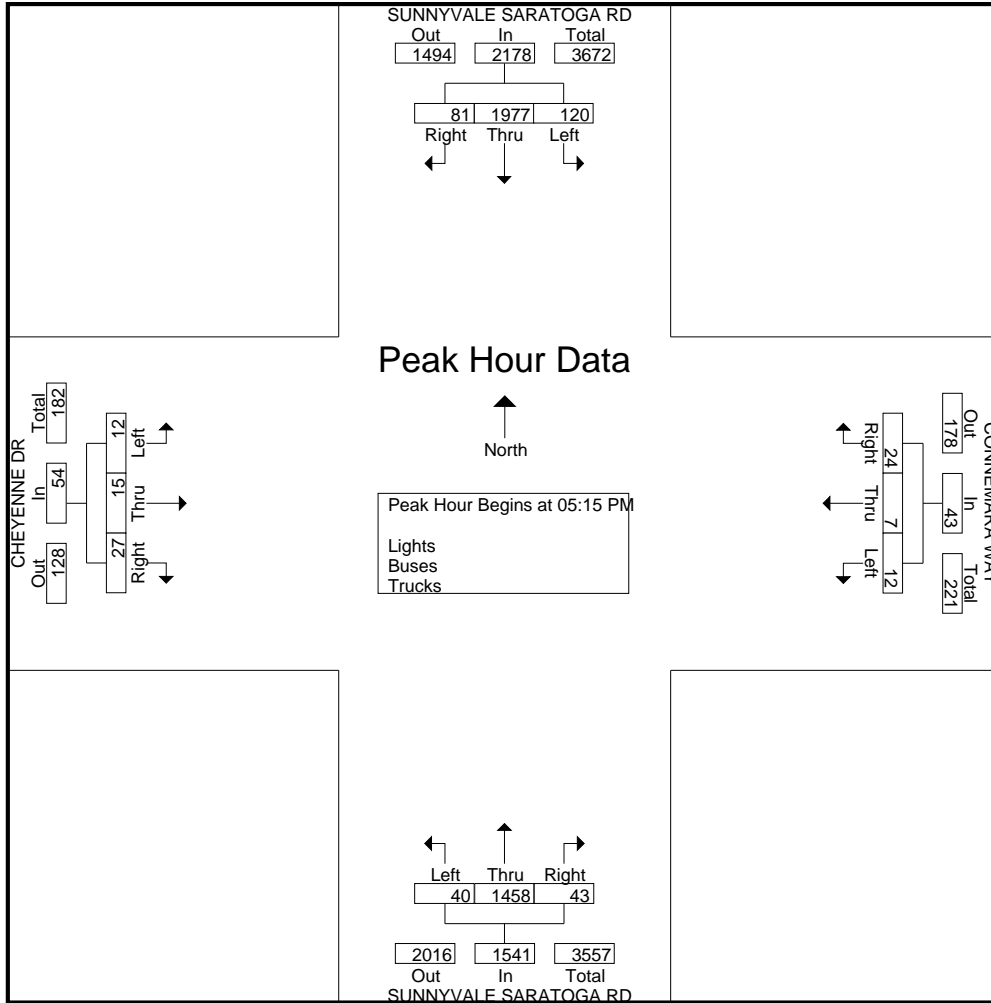 SUNNYVALE SARATOGA RD
Out In Total
1494 2178 3672
81 1977 120
Right Thru Left
Peak Hour Data
North
Peak Hour Begins at 05:15 PM
Lights
Buses
Trucks
CHEYENNE DR
Out In Total
128 54 182
27 15 12
Right Thru Left
CONNEMARA WAY
Out In Total
178 43 221
24 7 12
Right Thru Left
Left Thru Right
40 1458 43
2016 1541 3557
Out In Total
SUNNYVALE SARATOGA RD